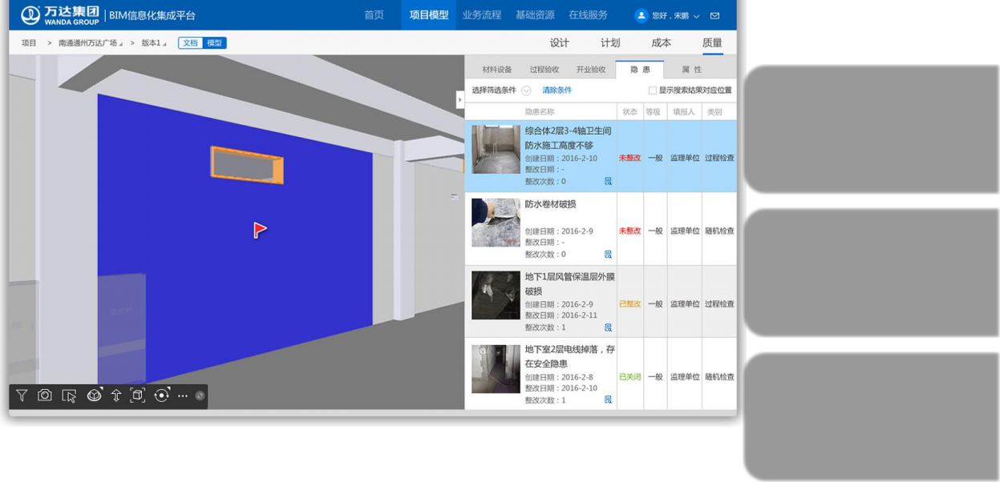 万达集团 WANDA GROUP | BIM信息化集成平台 首页 项目模型 业务流程 基础资源 在线服务 您好，宋鹏
项目 > 南通通州万达广场 > 版本1 文档 模型 设计 计划 成本 质量
材料设备 过程验收 开业验收 隐 患 属 性
选择筛选条件 清除条件 显示搜索结果对应位置
隐患名称 状态 等级 填报人 类别
综合体2层3-4轴卫生间
防水施工高度不够
创建日期：2016-2-10 未整改 一般 监理单位 过程检查
整改日期：-
整改次数：0
防水卷材破损
创建日期：2016-2-9 未整改 一般 监理单位 随机检查
整改日期：-
整改次数：0
地下1层风管保温层外膜
破损
创建日期：2016-2-9 已整改 一般 监理单位 过程检查
整改日期：2016-2-11
整改次数：1
地下室2层电线掉落，存
在安全隐患
创建日期：2016-2-8 已关闭 一般 监理单位 随机检查
整改日期：2016-2-10
整改次数：1